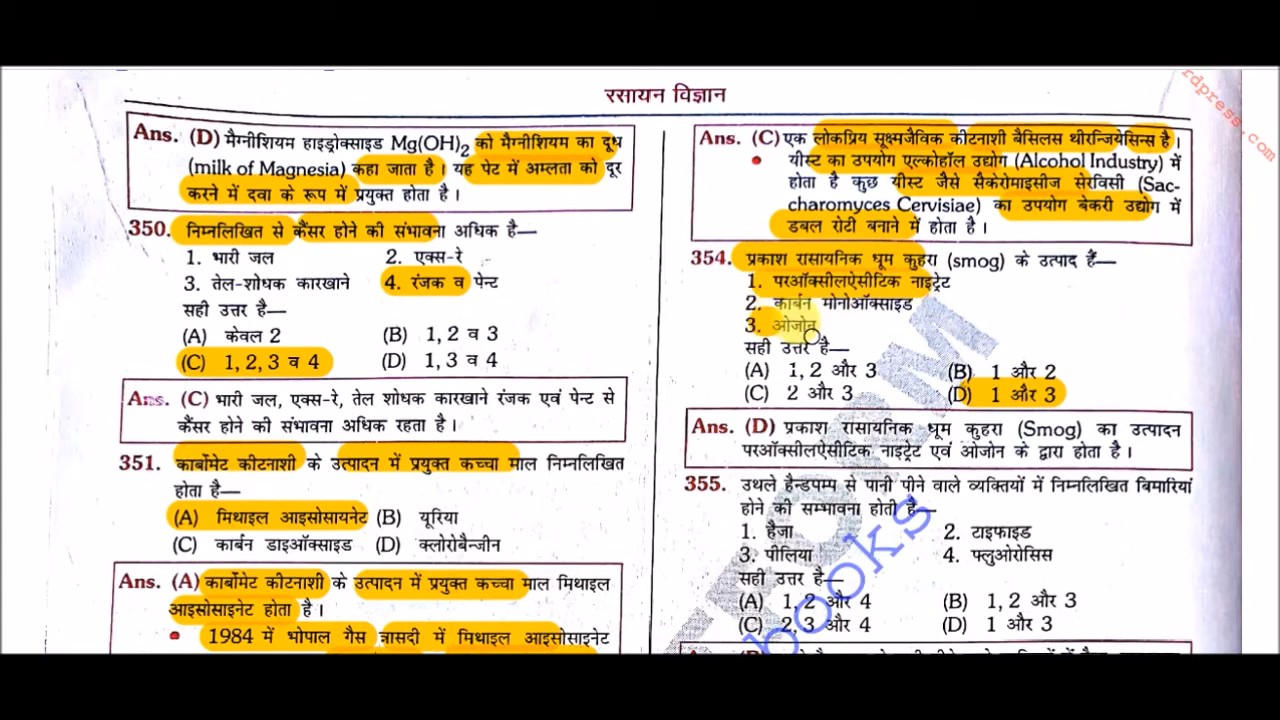 रसायन विज्ञान
Ans. (D) मैग्नीशियम हाइड्रोक्साइड Mg(OH)2 को मैग्नीशियम का दूध
(milk of Magnesia) कहा जाता है। यह पेट में अम्लता को दूर
करने में दवा के रूप में प्रयुक्त होता है।
350. निम्नलिखित से कैंसर होने की संभावना अधिक है—
1. भारी जल 2. एक्स-रे
3. तेल-शोधक कारखाने 4. रंजक व पेन्ट
सही उत्तर है—
(A) केवल 2 (B) 1, 2 व 3
(C) 1, 2, 3 व 4 (D) 1, 3 व 4
Ans. (C) भारी जल, एक्स-रे, तेल शोधक कारखाने रंजक एवं पेन्ट से
कैंसर होने की संभावना अधिक रहता है।
351. कार्बोमेट कीटनाशी के उत्पादन में प्रयुक्त कच्चा माल निम्नलिखित
होता है—
(A) मिथाइल आइसोसायनेट (B) यूरिया
(C) कार्बन डाइऑक्साइड (D) क्लोरोबैन्जीन
Ans. (A) कार्बोमेट कीटनाशी के उत्पादन में प्रयुक्त कच्चा माल मिथाइल
आइसोसाइनेट होता है।
• 1984 में भोपाल गैस त्रासदी में मिथाइल आइसोसाइनेट
Ans. (C) एक लोकप्रिय सूक्ष्मजैविक कीटनाशी बैसिलस थीरन्जियेसिन्स है।
• यीस्ट का उपयोग एल्कोहॉल उद्योग (Alcohol Industry) में
होता है कुछ यीस्ट जैसे सैकेरोमाइसीज सेरविसी (Sac-
charomyces Cervisiae) का उपयोग बेकरी उद्योग में
डबल रोटी बनाने में होता है।
354. प्रकाश रासायनिक धूम कुहरा (smog) के उत्पाद हैं—
1. परऑक्सीलऐसीटिक नाइट्रेट
2. कार्बन मोनोऑक्साइड
3. ओजोन
सही उत्तर है—
(A) 1, 2 और 3 (B) 1 और 2
(C) 2 और 3 (D) 1 और 3
Ans. (D) प्रकाश रासायनिक धूम कुहरा (Smog) का उत्पादन
परऑक्सीलऐसीटिक नाइट्रेट एवं ओजोन के द्वारा होता है।
355. उथले हैन्डपम्प से पानी पीने वाले व्यक्तियों में निम्नलिखित बिमारियां
होने की सम्भावना होती है—
1. हैजा 2. टाइफाइड
3. पीलिया 4. फ्लुओरोसिस
सही उत्तर है—
(A) 1, 2 और 4 (B) 1, 2 और 3
(C) 2, 3 और 4 (D) 1 और 3
rdpress.com
books